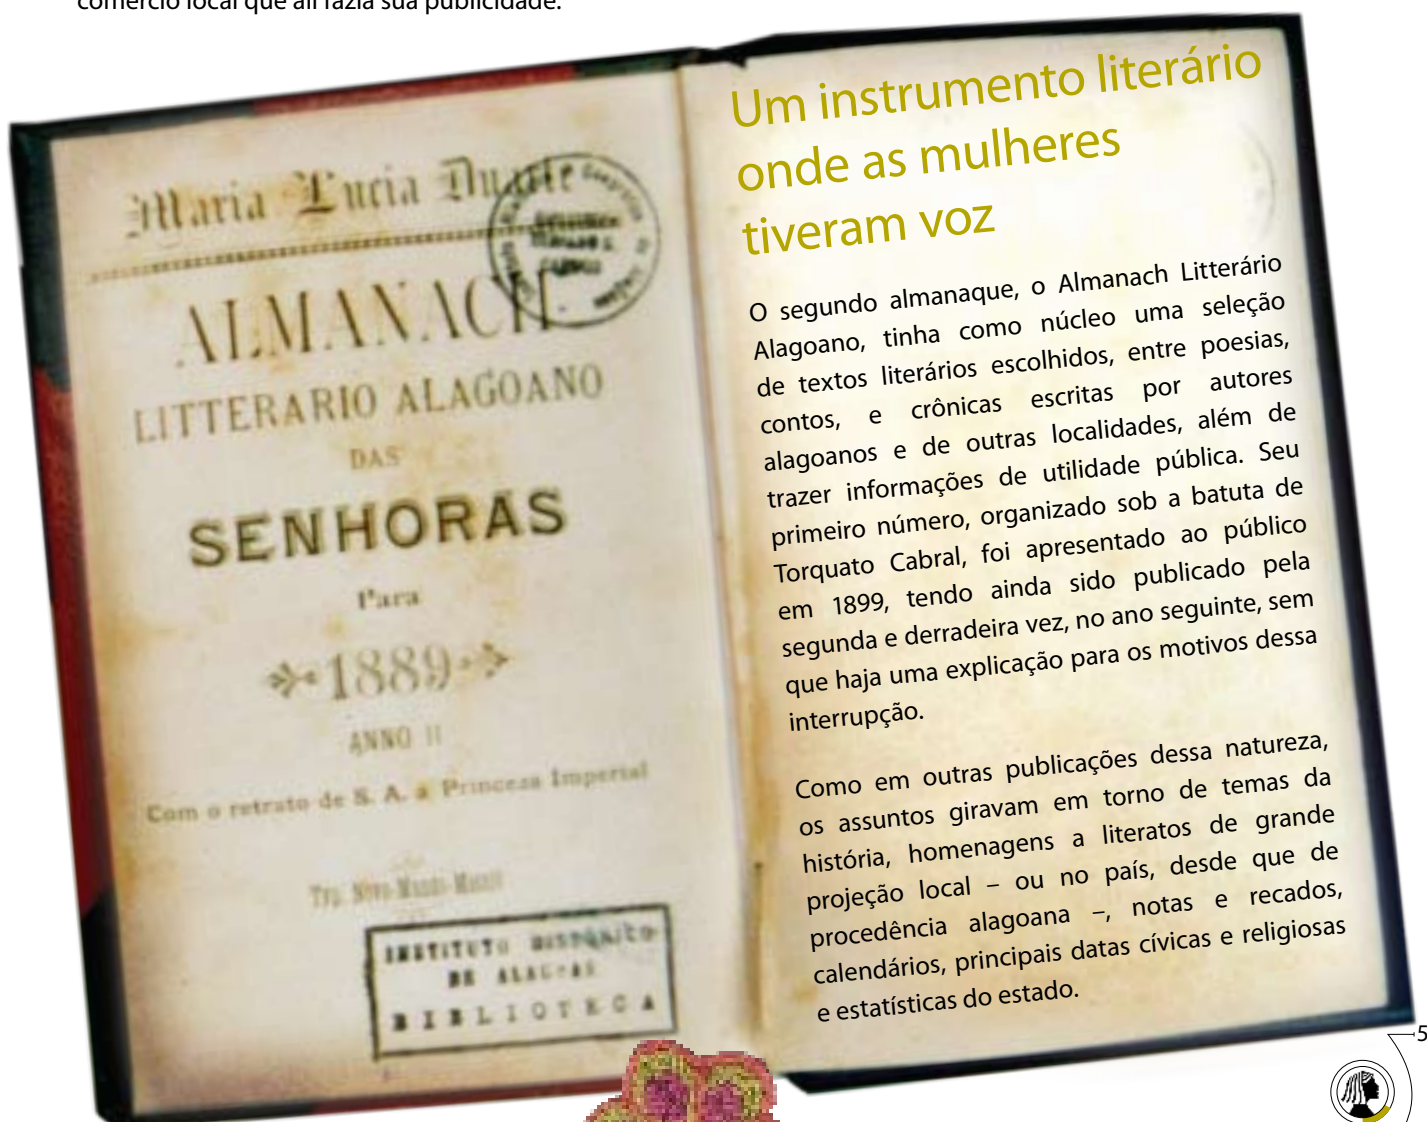 comércio local que ali fazia sua publicidade.
Maria Lucia Duarte
ALMANACH
LITTERARIO ALAGOANO
DAS
SENHORAS
Para
1889
ANNO II
Com o retrato de S. A. a Princeza Imperial
Typ.
INSTITUTO HISTÓRICO
DE ALAGOAS
BIBLIOTECA
Um instrumento literário
onde as mulheres
tiveram voz
O segundo almanaque, o Almanach Litterário
Alagoano, tinha como núcleo uma seleção
de textos literários escolhidos, entre poesias,
contos, e crônicas escritas por autores
alagoanos e de outras localidades, além de
trazer informações de utilidade pública. Seu
primeiro número, organizado sob a batuta de
Torquato Cabral, foi apresentado ao público
em 1899, tendo ainda sido publicado pela
segunda e derradeira vez, no ano seguinte, sem
que haja uma explicação para os motivos dessa
interrupção.
Como em outras publicações dessa natureza,
os assuntos giravam em torno de temas da
história, homenagens a literatos de grande
projeção local – ou no país, desde que de
procedência alagoana –, notas e recados,
calendários, principais datas cívicas e religiosas
e estatísticas do estado.
5